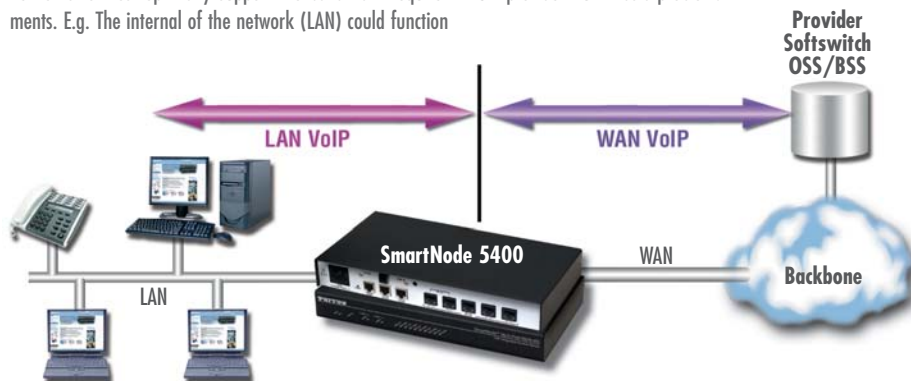 ments. E.g. The internal of the network (LAN) could function
Provider
Softswitch
OSS/BSS
LAN VoIP
WAN VoIP
SmartNode 5400
WAN
Backbone
LAN